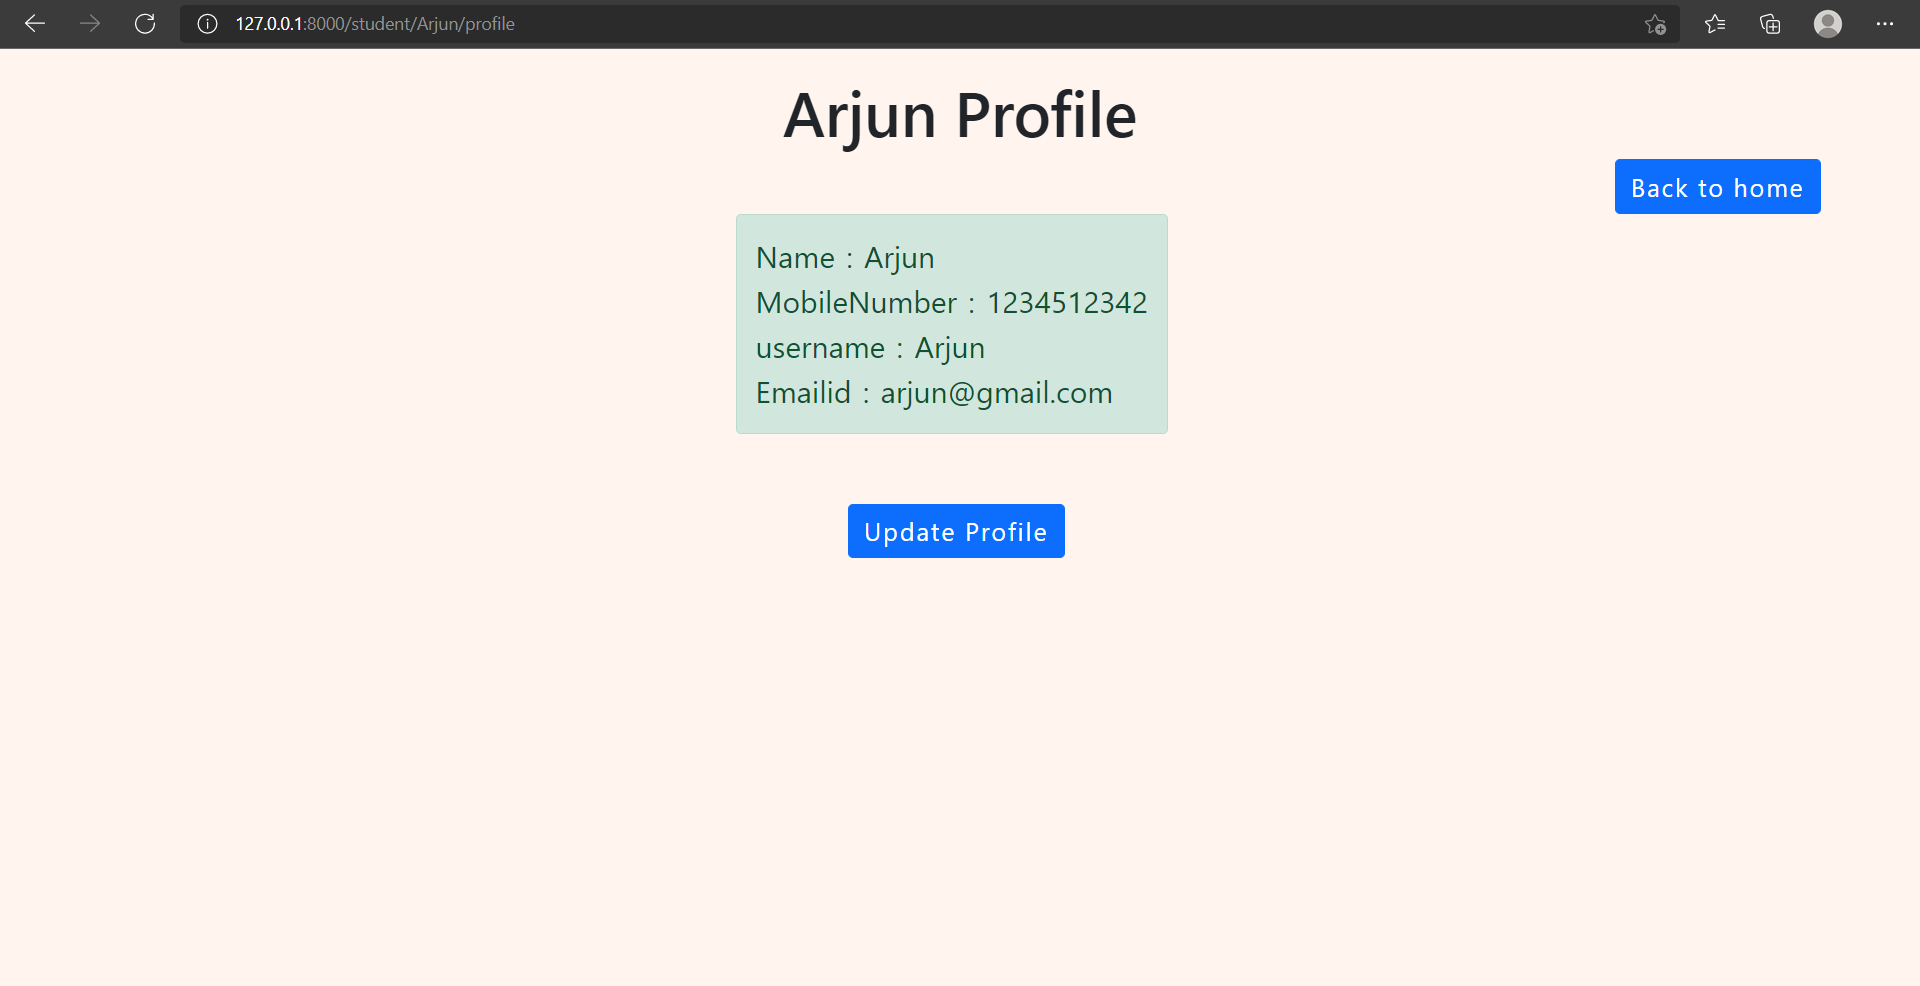 127.0.0.1:8000/student/Arjun/profile
Arjun Profile
Back to home
Name : Arjun
MobileNumber : 1234512342
username : Arjun
Emailid : arjun@gmail.com
Update Profile